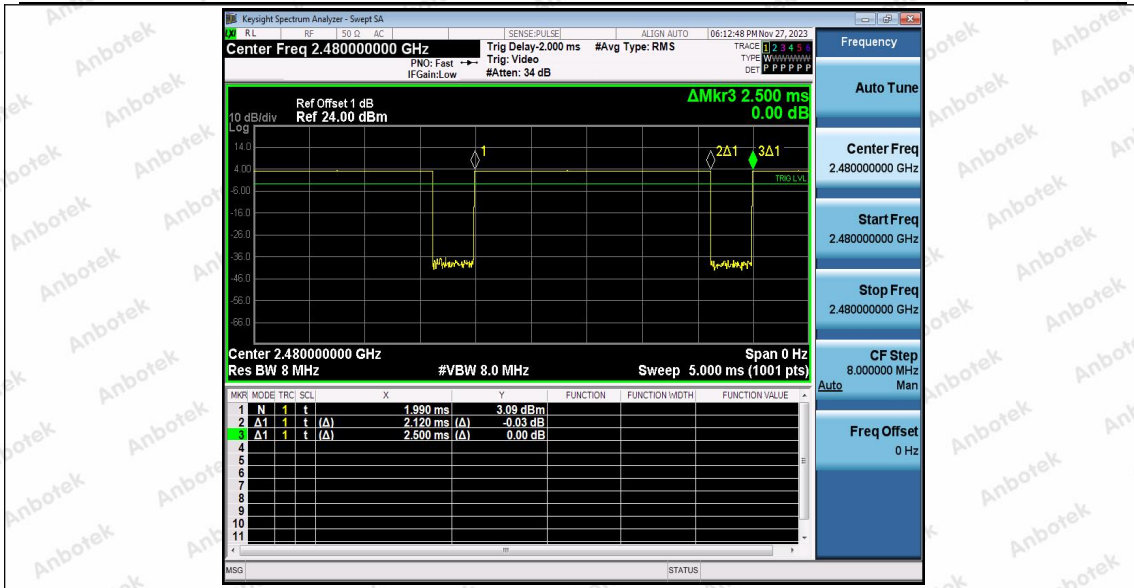 Keysight Spectrum Analyzer - Swept SA
LXI RL RF 50 Ω AC SENSE:PULSE ALIGN AUTO 06:12:48 PM Nov 27, 2023
Center Freq 2.480000000 GHz
PNO: Fast
IFGain:Low
Trig Delay-2.000 ms
Trig: Video
#Atten: 34 dB
#Avg Type: RMS
TRACE 1 2 3 4 5 6
TYPE WWWWWW
DET P P P P P P
Ref Offset 1 dB
10 dB/div Ref 24.00 dBm
Log
ΔMkr3 2.500 ms
0.00 dB
14.0
4.00
-6.00
-16.0
-26.0
-36.0
-46.0
-56.0
-66.0
1
2Δ1
3Δ1
TRIG LVL
Center 2.480000000 GHz Span 0 Hz
Res BW 8 MHz #VBW 8.0 MHz Sweep 5.000 ms (1001 pts)
MKR MODE TRC SCL X Y FUNCTION FUNCTION WIDTH FUNCTION VALUE
1 N 1 t 1.990 ms 3.09 dBm
2 Δ1 1 t (Δ) 2.120 ms (Δ) -0.03 dB
3 Δ1 1 t (Δ) 2.500 ms (Δ) 0.00 dB
4
5
6
7
8
9
10
11
MSG STATUS
Frequency
Auto Tune
Center Freq
2.480000000 GHz
Start Freq
2.480000000 GHz
Stop Freq
2.480000000 GHz
CF Step
8.000000 MHz
Auto Man
Freq Offset
0 Hz
Anbotek